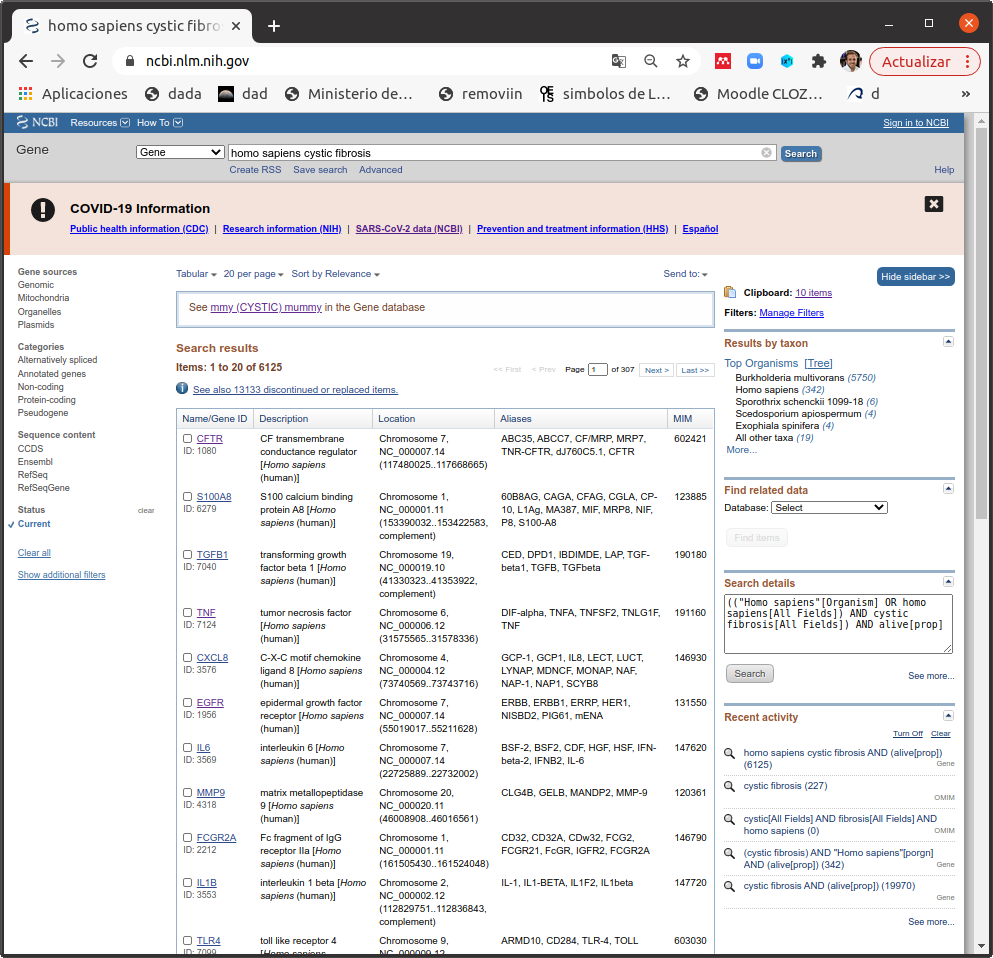 homo sapiens cystic fibro
ncbi.nlm.nih.gov
Actualizar
Aplicaciones dada dad Ministerio de... removiin simbolos de L... Moodle CLOZ... d »
NCBI Resources How To Sign in to NCBI
Gene Gene homo sapiens cystic fibrosis Search
Create RSS Save search Advanced Help
COVID-19 Information
Public health information (CDC) | Research information (NIH) | SARS-CoV-2 data (NCBI) | Prevention and treatment information (HHS) | Español
Gene sources
Genomic
Mitochondria
Organelles
Plasmids
Categories
Alternatively spliced
Annotated genes
Non-coding
Protein-coding
Pseudogene
Sequence content
CCDS
Ensembl
RefSeq
RefSeqGene
Status clear
Current
Clear all
Show additional filters
Tabular 20 per page Sort by Relevance Send to:
See mmy (CYSTIC) mummy in the Gene database
Search results
Items: 1 to 20 of 6125
<< First < Prev Page 1 of 307 Next > Last >>
See also 13133 discontinued or replaced items.
Name/Gene ID Description Location Aliases MIM
CFTR CF transmembrane Chromosome 7, ABC35, ABCC7, CF/MRP, MRP7, 602421
ID: 1080 conductance regulator NC_000007.14 TNR-CFTR, dJ760C5.1, CFTR
[Homo sapiens (117480025..117668665)
(human)]
S100A8 S100 calcium binding Chromosome 1, 60B8AG, CAGA, CFAG, CGLA, CP- 123885
ID: 6279 protein A8 [Homo NC_000001.11 10, L1Ag, MA387, MIF, MRP8, NIF,
sapiens (human)] (153390032..153422583, P8, S100-A8
complement)
TGFB1 transforming growth Chromosome 19, CED, DPD1, IBDIMDE, LAP, TGF- 190180
ID: 7040 factor beta 1 [Homo NC_000019.10 beta1, TGFB, TGFbeta
sapiens (human)] (41330323..41353922,
complement)
TNF tumor necrosis factor Chromosome 6, DIF-alpha, TNFA, TNFSF2, TNLG1F, 191160
ID: 7124 [Homo sapiens NC_000006.12 TNF
(human)] (31575565..31578336)
CXCL8 C-X-C motif chemokine Chromosome 4, GCP-1, GCP1, IL8, LECT, LUCT, 146930
ID: 3576 ligand 8 [Homo sapiens NC_000004.12 LYNAP, MDNCF, MONAP, NAF,
(human)] (73740569..73743716) NAP-1, NAP1, SCYB8
EGFR epidermal growth factor Chromosome 7, ERBB, ERBB1, ERRP, HER1, 131550
ID: 1956 receptor [Homo sapiens NC_000007.14 NISBD2, PIG61, mENA
(human)] (55019017..55211628)
IL6 interleukin 6 [Homo Chromosome 7, BSF-2, BSF2, CDF, HGF, HSF, IFN- 147620
ID: 3569 sapiens (human)] NC_000007.14 beta-2, IFNB2, IL-6
(22725889..22732002)
MMP9 matrix metallopeptidase Chromosome 20, CLG4B, GELB, MANDP2, MMP-9 120361
ID: 4318 9 [Homo sapiens NC_000020.11
(human)] (46008908..46016561)
FCGR2A Fc fragment of IgG Chromosome 1, CD32, CD32A, CDw32, FCG2, 146790
ID: 2212 receptor IIa [Homo NC_000001.11 FCGR21, FcGR, IGFR2, FCGR2A
sapiens (human)] (161505430..161524048)
IL1B interleukin 1 beta [Homo Chromosome 2, IL-1, IL1-BETA, IL1F2, IL1beta 147720
ID: 3553 sapiens (human)] NC_000002.12
(112829751..112836843,
complement)
TLR4 toll like receptor 4 Chromosome 9, ARMD10, CD284, TLR-4, TOLL 603030
ID: 7099 [Homo sapiens NC_000009.12
Hide sidebar >>
Clipboard: 10 items
Filters: Manage Filters
Results by taxon
Top Organisms [Tree]
Burkholderia multivorans (5750)
Homo sapiens (342)
Sporothrix schenckii 1099-18 (6)
Scedosporium apiospermum (4)
Exophiala spinifera (4)
All other taxa (19)
More...
Find related data
Database: Select
Find items
Search details
(("Homo sapiens"[Organism] OR homo
sapiens[All Fields]) AND cystic
fibrosis[All Fields]) AND alive[prop]
Search See more...
Recent activity
Turn Off Clear
homo sapiens cystic fibrosis AND (alive[prop])
(6125) Gene
cystic fibrosis (227)
OMIM
cystic[All Fields] AND fibrosis[All Fields] AND
homo sapiens (0) OMIM
(cystic fibrosis) AND "Homo sapiens"[porgn]
AND (alive[prop]) (342) Gene
cystic fibrosis AND (alive[prop]) (19970)
Gene
See more...